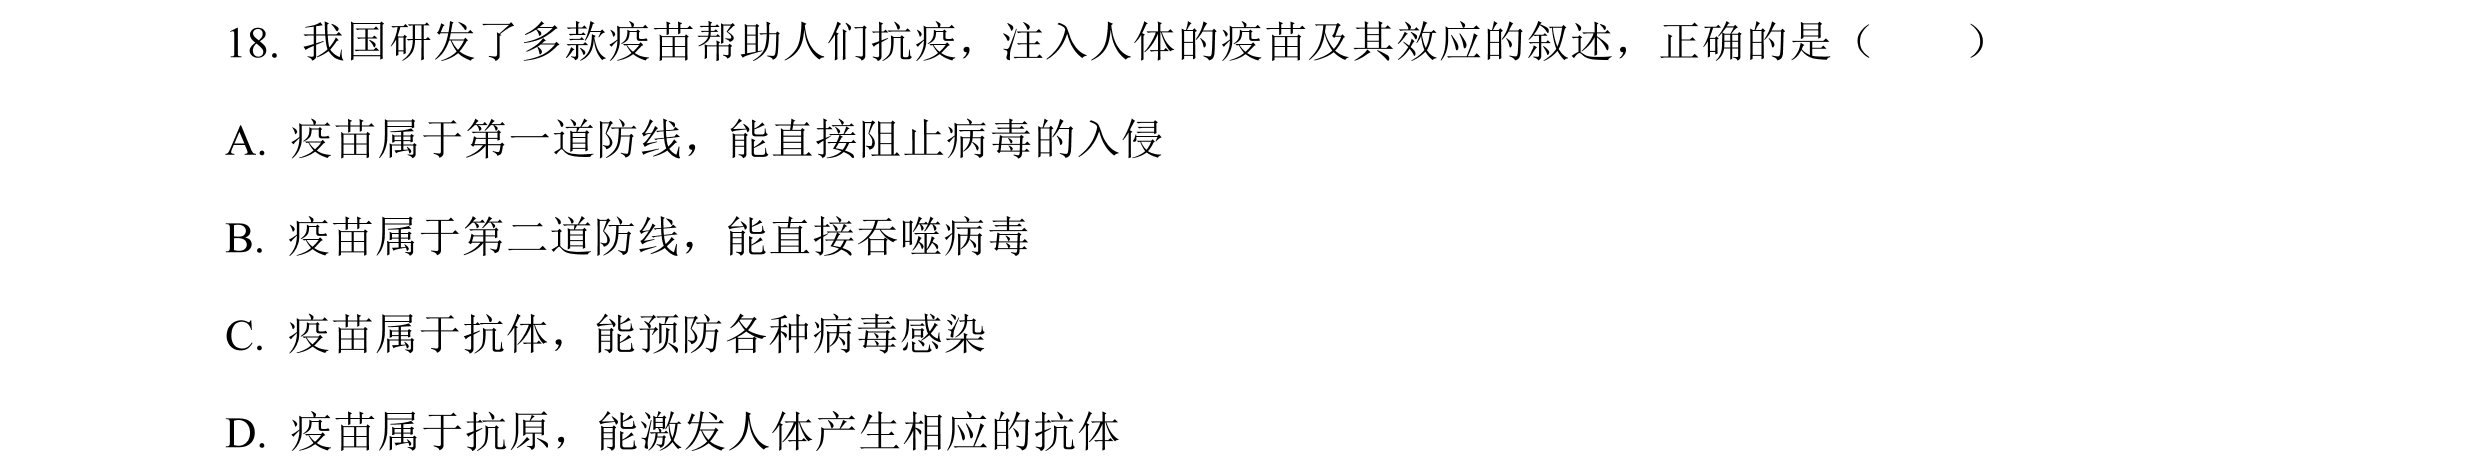 18. 我国研发了多款疫苗帮助人们抗疫，注入人体的疫苗及其效应的叙述，正确的是（　　）
A. 疫苗属于第一道防线，能直接阻止病毒的入侵
B. 疫苗属于第二道防线，能直接吞噬病毒
C. 疫苗属于抗体，能预防各种病毒感染
D. 疫苗属于抗原，能激发人体产生相应的抗体